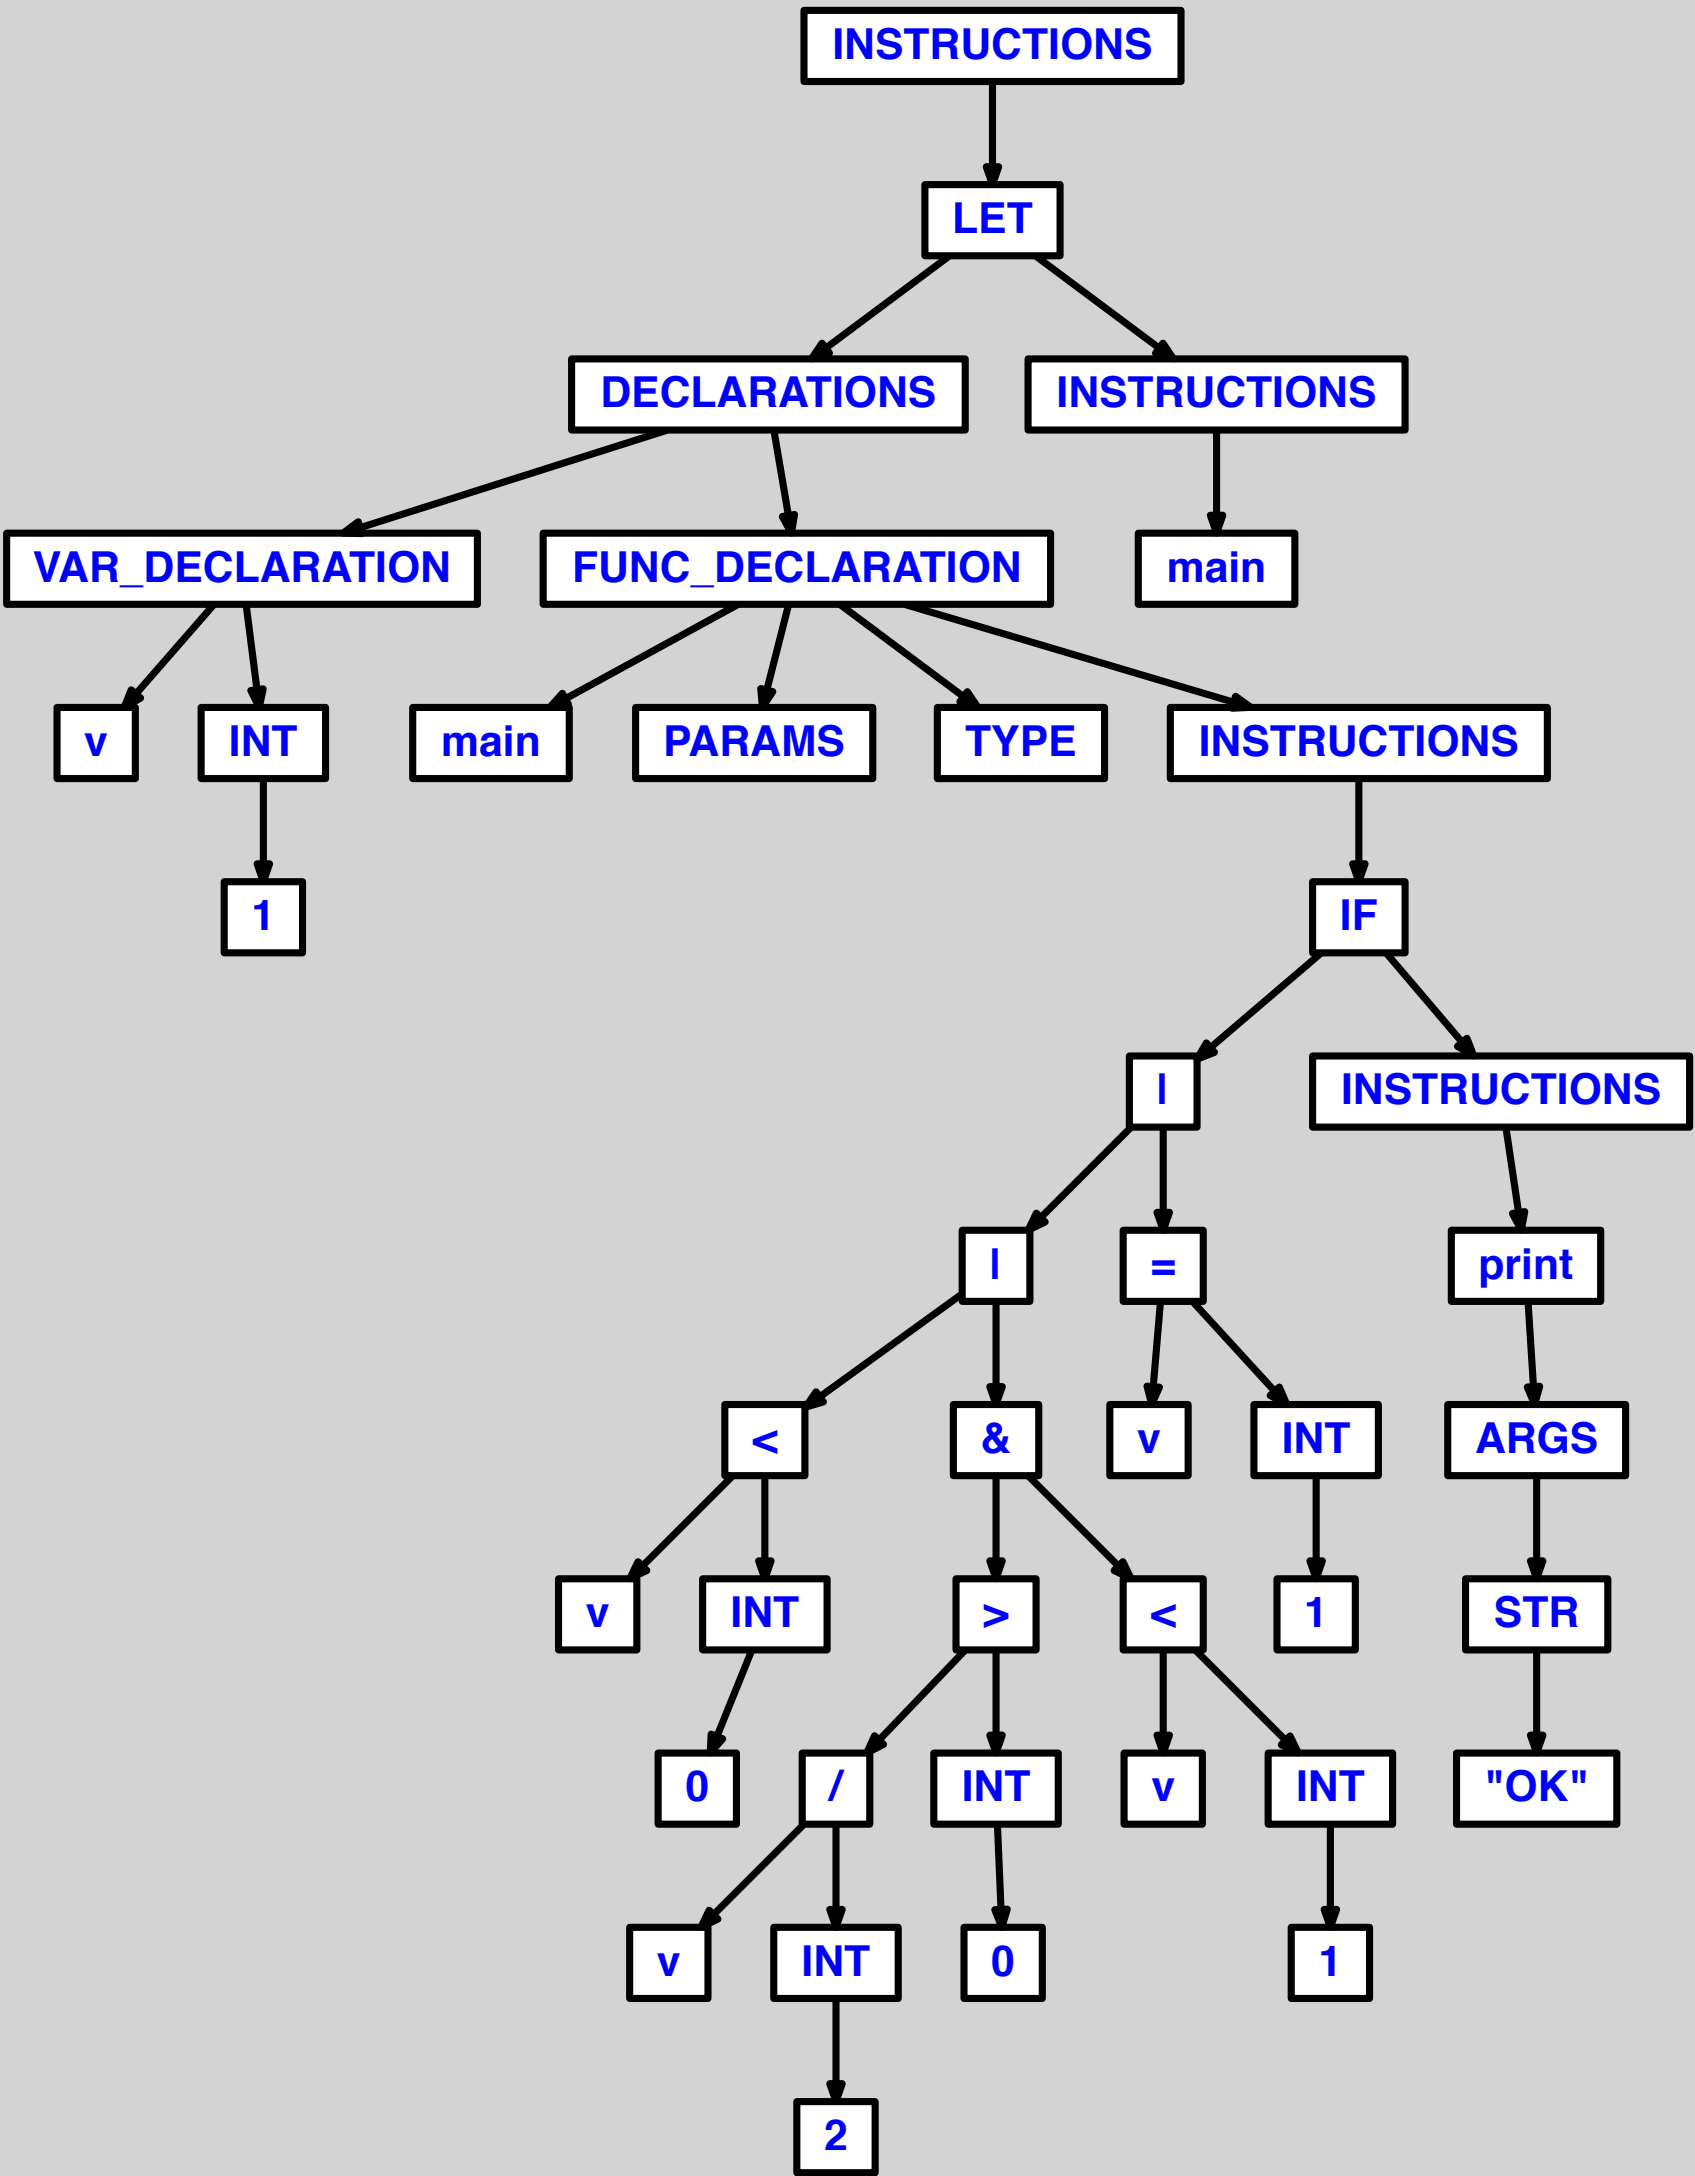 INSTRUCTIONS
LET
DECLARATIONS INSTRUCTIONS
VAR_DECLARATION FUNC_DECLARATION main
v INT main PARAMS TYPE INSTRUCTIONS
1 IF
| INSTRUCTIONS
| = print
< & v INT ARGS
v INT > < 1 STR
0 / INT v INT "OK"
v INT 0 1
2